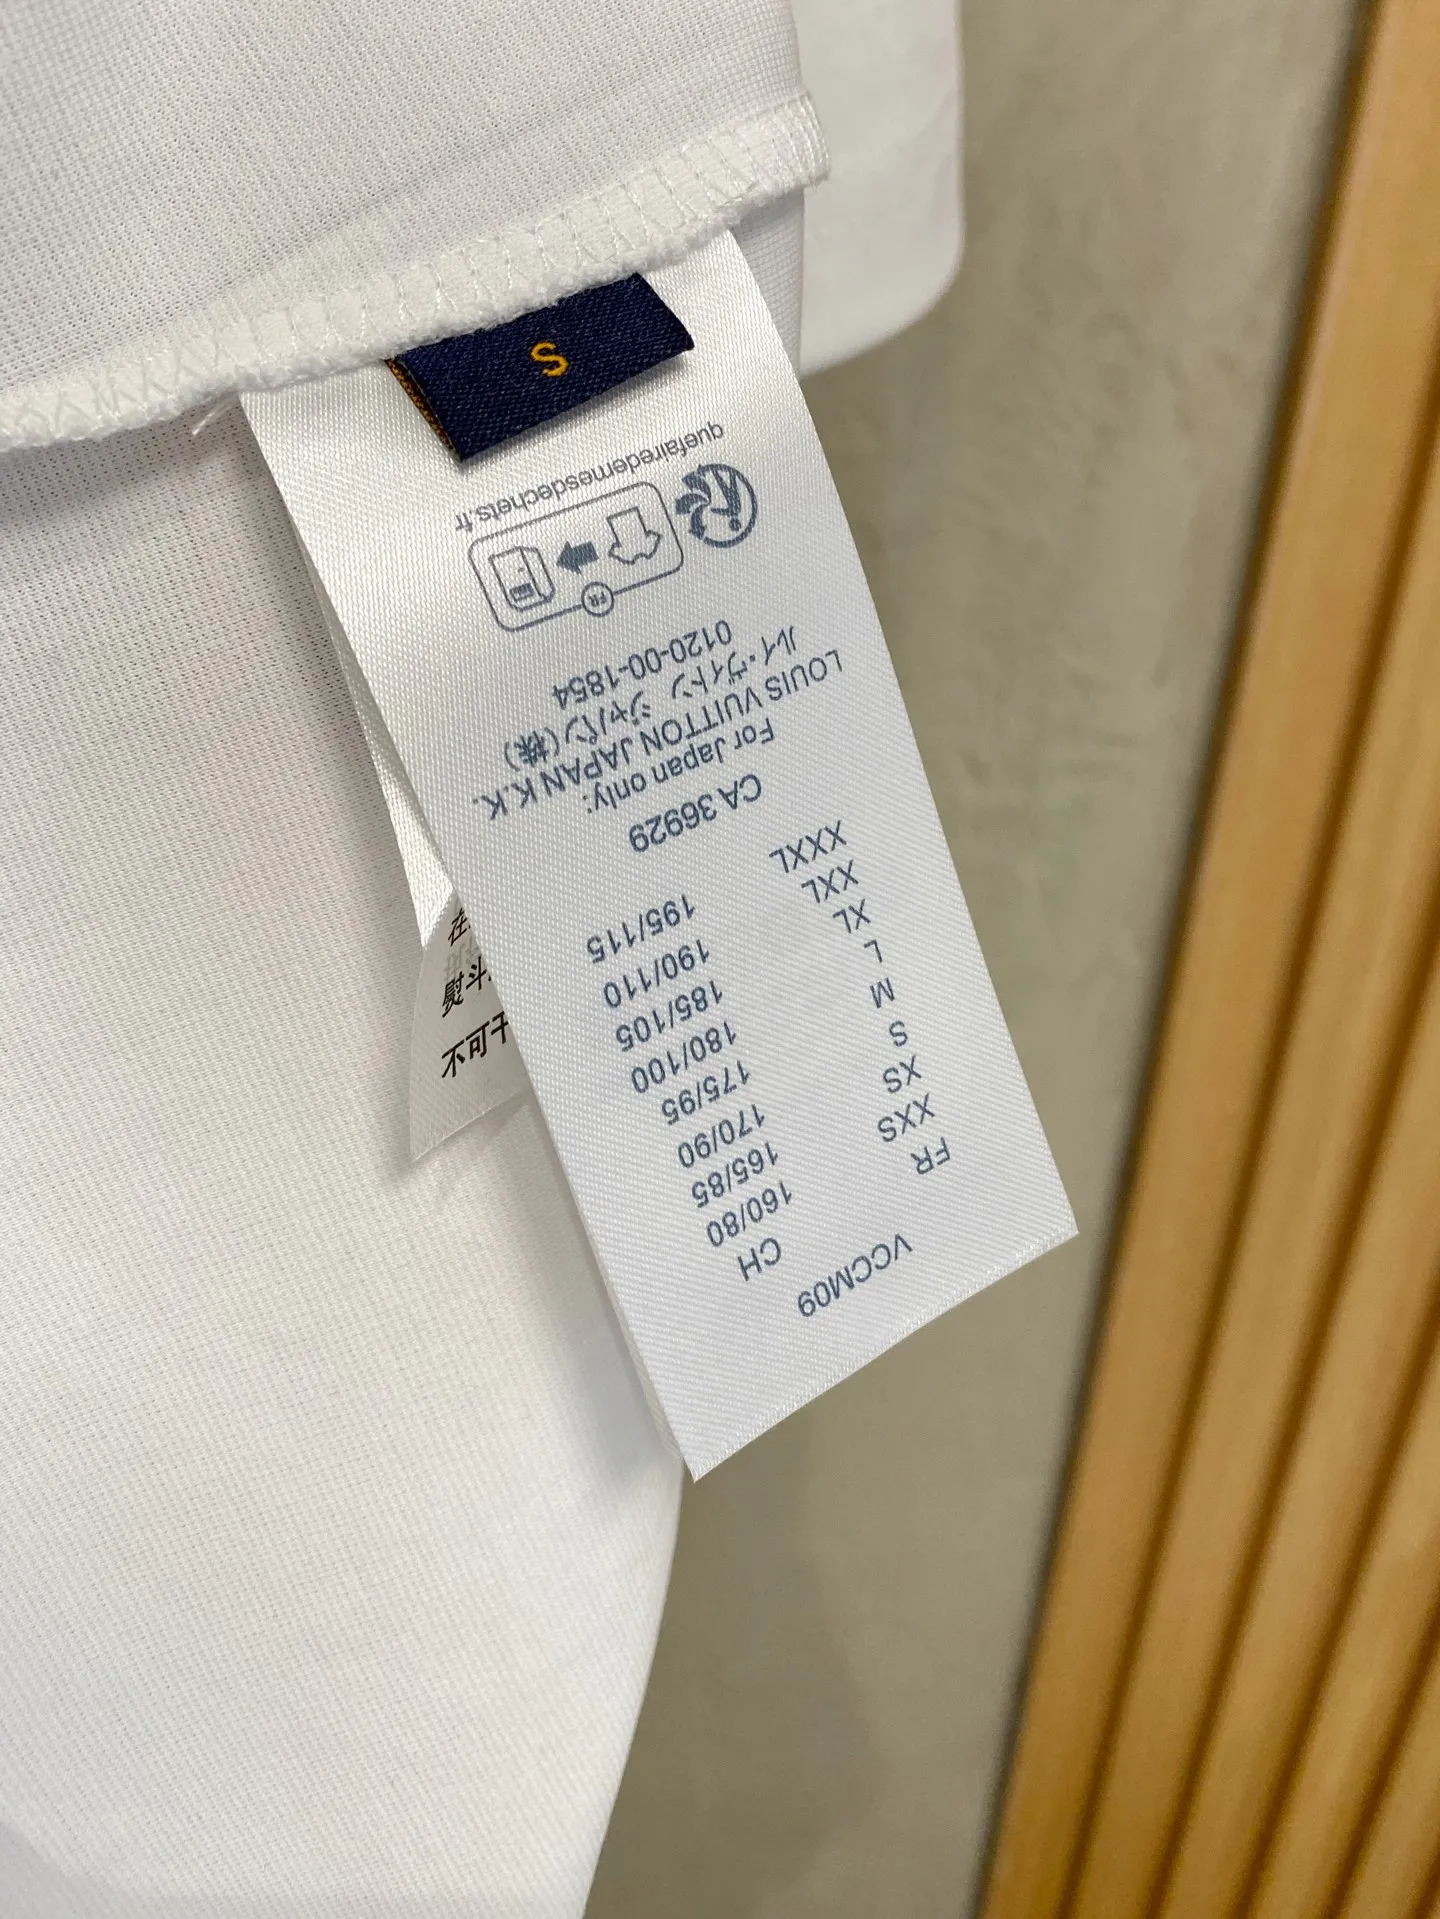 VCCM09
FR CH
XXS 160/80
XS 165/85
S 170/90
M 175/95
L 180/100
XL 185/105
XXL 190/110
XXXL 195/115
CA 36929
For Japan only:
LOUIS VUITTON JAPAN K.K.
ルイ・ヴィトン ジャパン(株)
0120-00-1854
FR
quefairedemesdechets.fr
S
在
熨斗
不可干